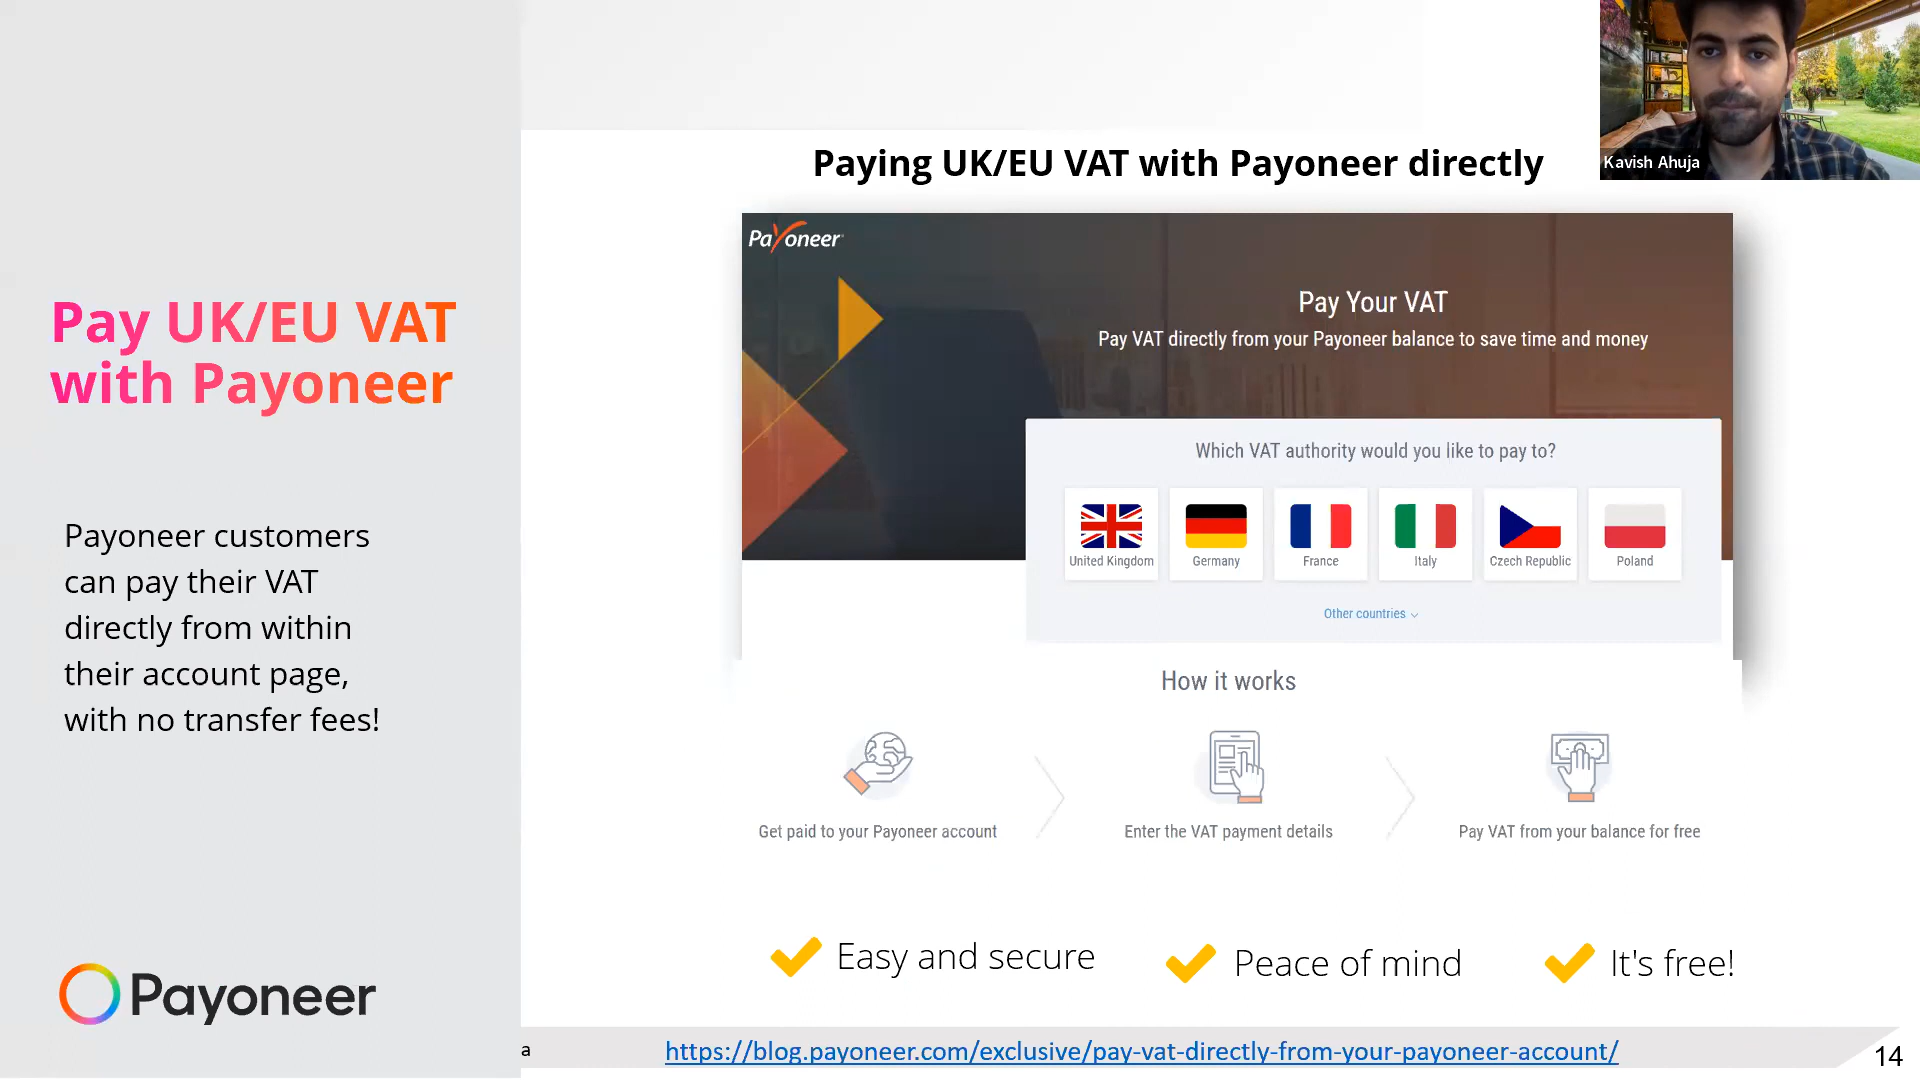 Pay UK/EU VAT
with Payoneer
Payoneer customers
can pay their VAT
directly from within
their account page,
with no transfer fees!
Payoneer
Paying UK/EU VAT with Payoneer directly
Kavish Ahuja
Payoneer
Pay Your VAT
Pay VAT directly from your Payoneer balance to save time and money
Which VAT authority would you like to pay to?
United Kingdom
Germany
France
Italy
Czech Republic
Poland
Other countries
How it works
Get paid to your Payoneer account
Enter the VAT payment details
Pay VAT from your balance for free
Easy and secure
Peace of mind
It's free!
a
https://blog.payoneer.com/exclusive/pay-vat-directly-from-your-payoneer-account/
14